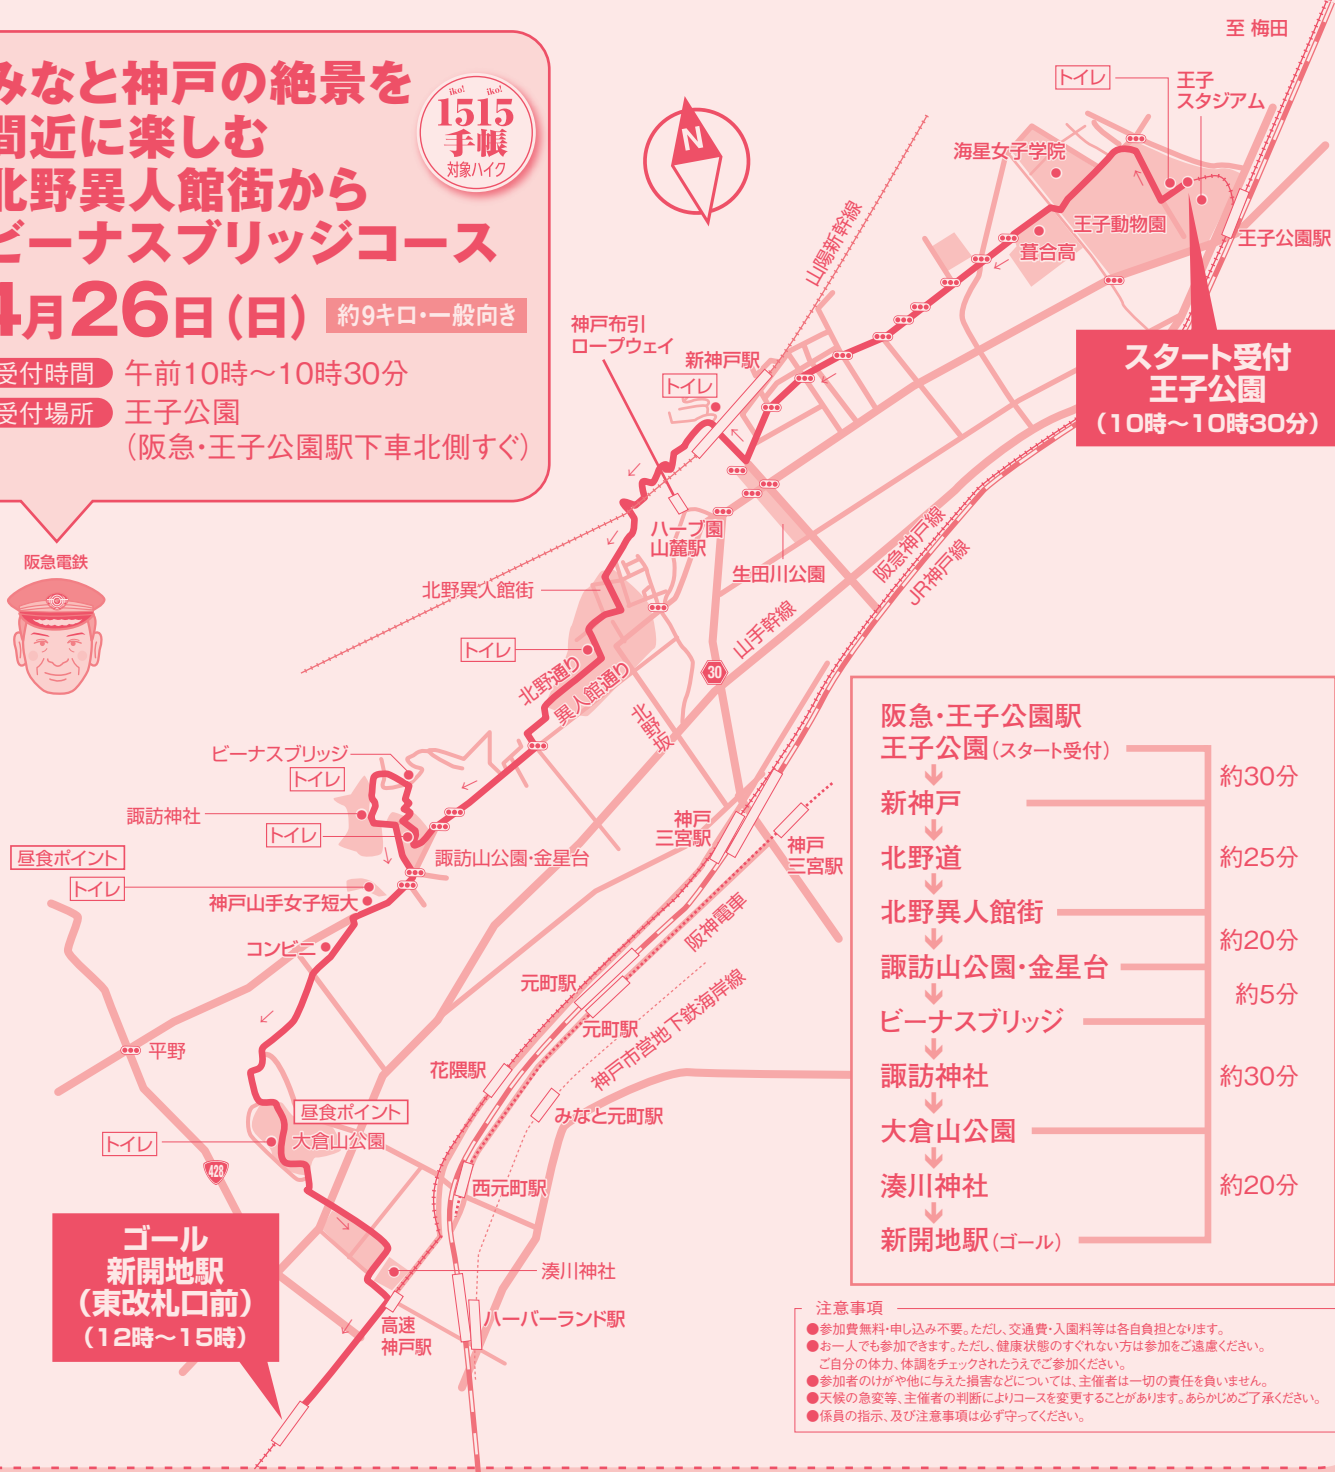 みなと神戸の絶景を
間近に楽しむ
北野異人館街から
ビーナスブリッジコース
iko! iko!
1515
手帳
対象ハイク
4月26日(日)
約9キロ・一般向き
受付時間 午前10時〜10時30分
受付場所 王子公園
(阪急・王子公園駅下車北側すぐ)
阪急電鉄
N
至 梅田
トイレ
王子
スタジアム
海星女子学院
王子動物園
葺合高
王子公園駅
スタート受付
王子公園
(10時〜10時30分)
山陽新幹線
神戸布引
ロープウェイ
新神戸駅
トイレ
ハーブ園
山麓駅
生田川公園
阪急神戸線
JR神戸線
山手幹線
30
北野異人館街
トイレ
北野通り
異人館通り
北野坂
ビーナスブリッジ
トイレ
諏訪神社
トイレ
諏訪山公園・金星台
昼食ポイント
トイレ
神戸山手女子短大
コンビニ
神戸
三宮駅
神戸
三宮駅
阪神電車
元町駅
元町駅
神戸市営地下鉄海岸線
花隈駅
みなと元町駅
平野
昼食ポイント
トイレ
大倉山公園
428
西元町駅
湊川神社
ハーバーランド駅
高速
神戸駅
ゴール
新開地駅
(東改札口前)
(12時〜15時)
阪急・王子公園駅
王子公園(スタート受付)
約30分
新神戸
北野道
約25分
北野異人館街
約20分
諏訪山公園・金星台
約5分
ビーナスブリッジ
諏訪神社
約30分
大倉山公園
湊川神社
約20分
新開地駅(ゴール)
注意事項
●参加費無料・申し込み不要。ただし、交通費・入園料等は各自負担となります。
●お一人でも参加できます。ただし、健康状態のすぐれない方は参加をご遠慮ください。
ご自分の体力、体調をチェックされたうえでご参加ください。
●参加者のけがや他に与えた損害などについては、主催者は一切の責任を負いません。
●天候の急変等、主催者の判断によりコースを変更することがあります。あらかじめご了承ください。
●係員の指示、及び注意事項は必ず守ってください。